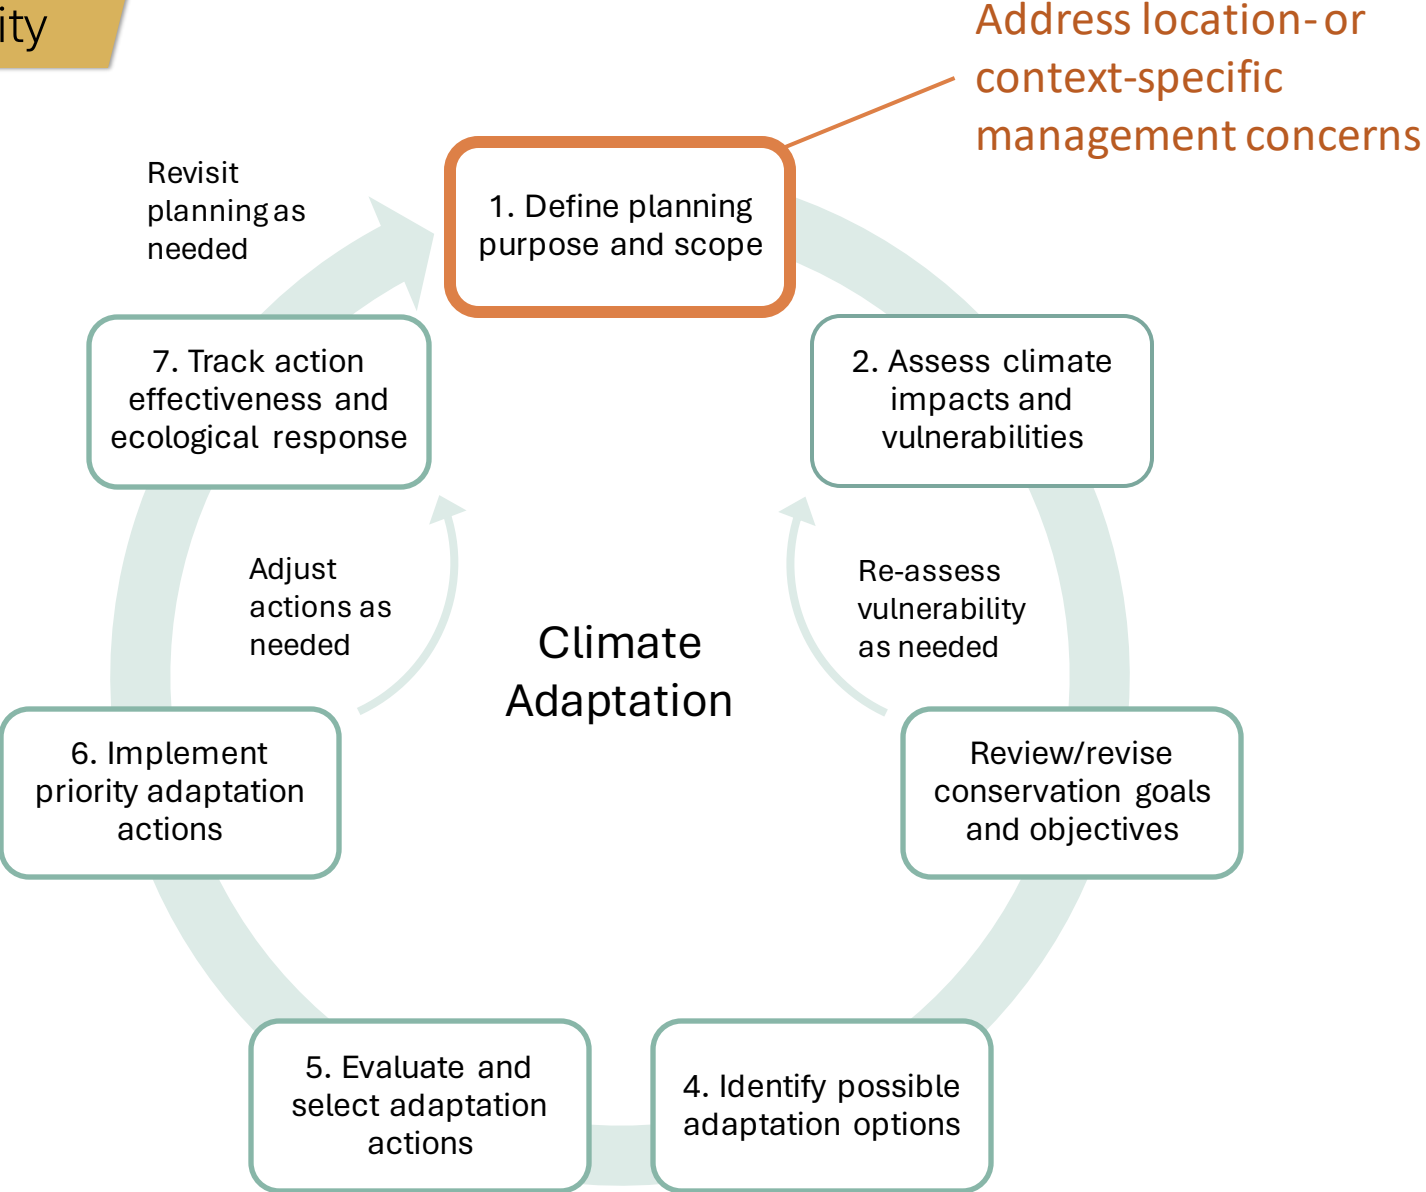 ity
Address location- or
context-specific
management concerns
Revisit
planning as
needed
1. Define planning
purpose and scope
7. Track action
effectiveness and
ecological response
2. Assess climate
impacts and
vulnerabilities
Adjust
actions as
needed
Re-assess
vulnerability
as needed
Climate
Adaptation
6. Implement
priority adaptation
actions
Review/revise
conservation goals
and objectives
5. Evaluate and
select adaptation
actions
4. Identify possible
adaptation options